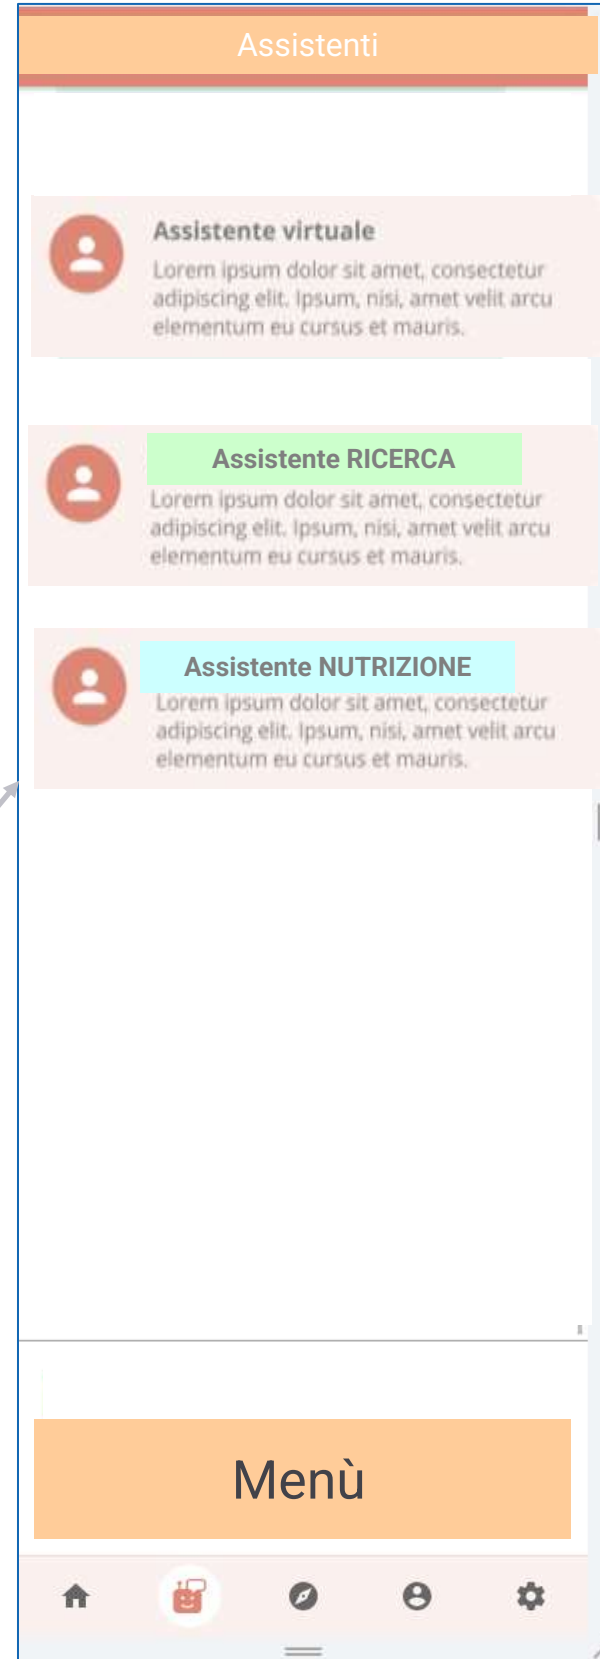 Assistenti
Assistente virtuale
Lorem ipsum dolor sit amet, consectetur
adipiscing elit. Ipsum, nisi, amet velit arcu
elementum eu cursus et mauris.
Assistente RICERCA
Lorem ipsum dolor sit amet, consectetur
adipiscing elit. Ipsum, nisi, amet velit arcu
elementum eu cursus et mauris.
Assistente NUTRIZIONE
Lorem ipsum dolor sit amet, consectetur
adipiscing elit. Ipsum, nisi, amet velit arcu
elementum eu cursus et mauris.
Menù